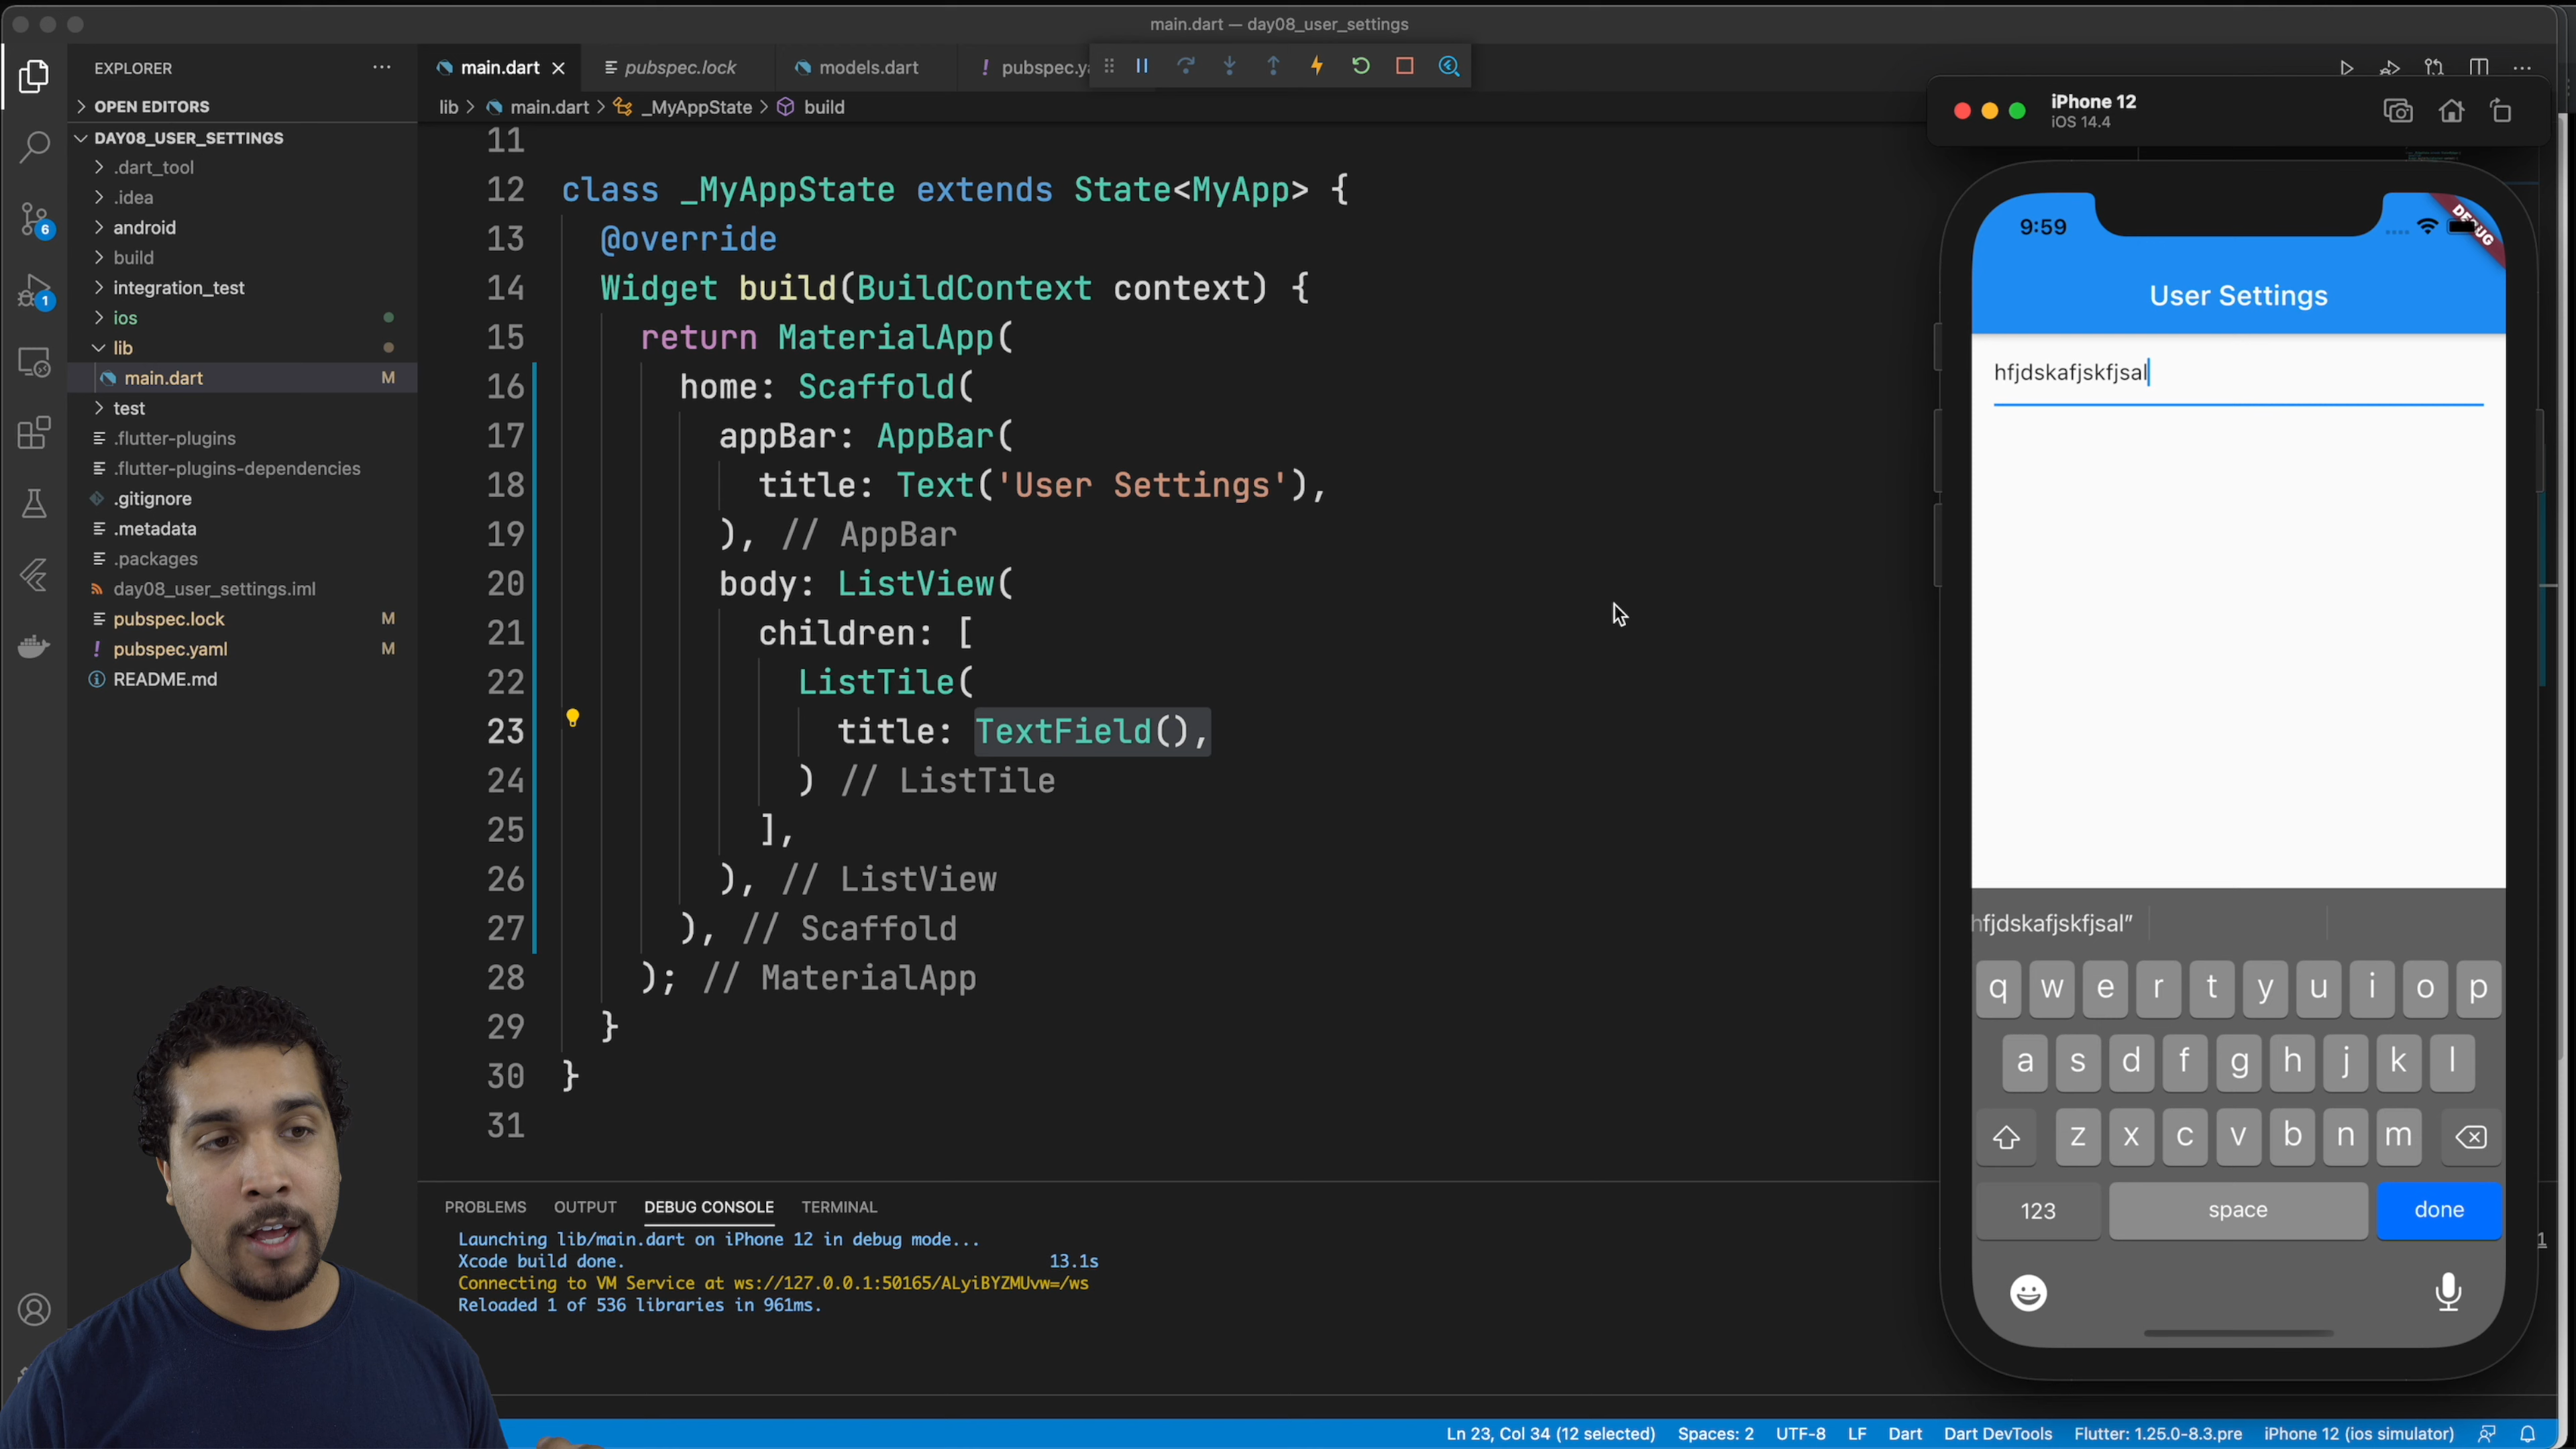 main.dart — day08_user_settings
EXPLORER
OPEN EDITORS
DAY08_USER_SETTINGS
.dart_tool
.idea
android
build
integration_test
ios
lib
main.dart M
test
.flutter-plugins
.flutter-plugins-dependencies
.gitignore
.metadata
.packages
day08_user_settings.iml
pubspec.lock M
! pubspec.yaml M
README.md
6
1
main.dart pubspec.lock models.dart ! pubspec.ya
lib > main.dart > _MyAppState > build
11
12 class _MyAppState extends State<MyApp> {
13 @override
14 Widget build(BuildContext context) {
15 return MaterialApp(
16 home: Scaffold(
17 appBar: AppBar(
18 title: Text('User Settings'),
19 ), // AppBar
20 body: ListView(
21 children: [
22 ListTile(
23 title: TextField(),
24 ) // ListTile
25 ],
26 ), // ListView
27 ), // Scaffold
28 ); // MaterialApp
29 }
30 }
31
PROBLEMS OUTPUT DEBUG CONSOLE TERMINAL
Launching lib/main.dart on iPhone 12 in debug mode...
Xcode build done. 13.1s
Connecting to VM Service at ws://127.0.0.1:50165/ALyiBYZMUvw=/ws
Reloaded 1 of 536 libraries in 961ms.
iPhone 12
iOS 14.4
9:59
DEBUG
User Settings
hfjdskafjskfjsal
hfjdskafjskfjsal"
q w e r t y u i o p
a s d f g h j k l
z x c v b n m
123 space done
1
Ln 23, Col 34 (12 selected) Spaces: 2 UTF-8 LF Dart Dart DevTools Flutter: 1.25.0-8.3.pre iPhone 12 (ios simulator)